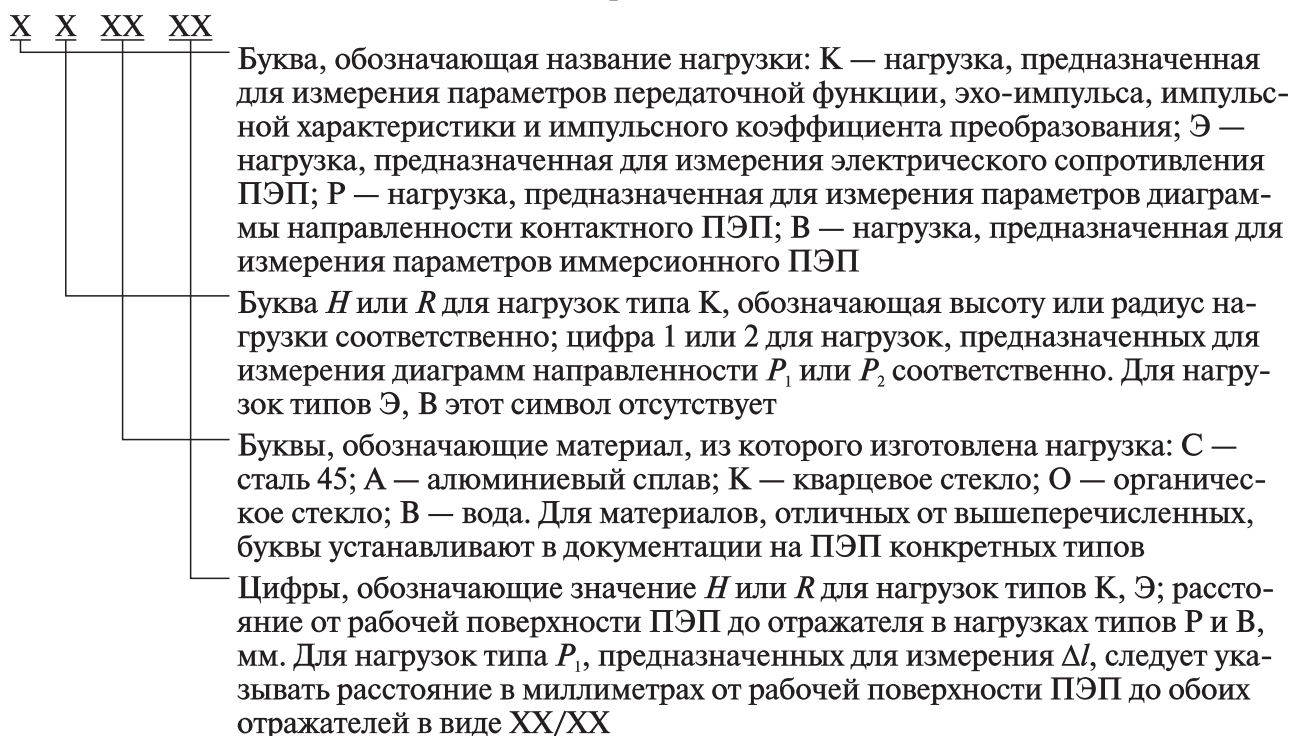 X X XX XX
Буква, обозначающая название нагрузки: К — нагрузка, предназначенная
для измерения параметров передаточной функции, эхо-импульса, импульс-
ной характеристики и импульсного коэффициента преобразования; Э —
нагрузка, предназначенная для измерения электрического сопротивления
ПЭП; Р — нагрузка, предназначенная для измерения параметров диаграм-
мы направленности контактного ПЭП; В — нагрузка, предназначенная для
измерения параметров иммерсионного ПЭП
Буква H или R для нагрузок типа К, обозначающая высоту или радиус на-
грузки соответственно; цифра 1 или 2 для нагрузок, предназначенных для
измерения диаграмм направленности P₁ или P₂ соответственно. Для нагру-
зок типов Э, В этот символ отсутствует
Буквы, обозначающие материал, из которого изготовлена нагрузка: С —
сталь 45; А — алюминиевый сплав; К — кварцевое стекло; О — органичес-
кое стекло; В — вода. Для материалов, отличных от вышеперечисленных,
буквы устанавливают в документации на ПЭП конкретных типов
Цифры, обозначающие значение H или R для нагрузок типов К, Э; рассто-
яние от рабочей поверхности ПЭП до отражателя в нагрузках типов Р и В,
мм. Для нагрузок типа P₁, предназначенных для измерения Δl, следует ука-
зывать расстояние в миллиметрах от рабочей поверхности ПЭП до обоих
отражателей в виде XX/XX